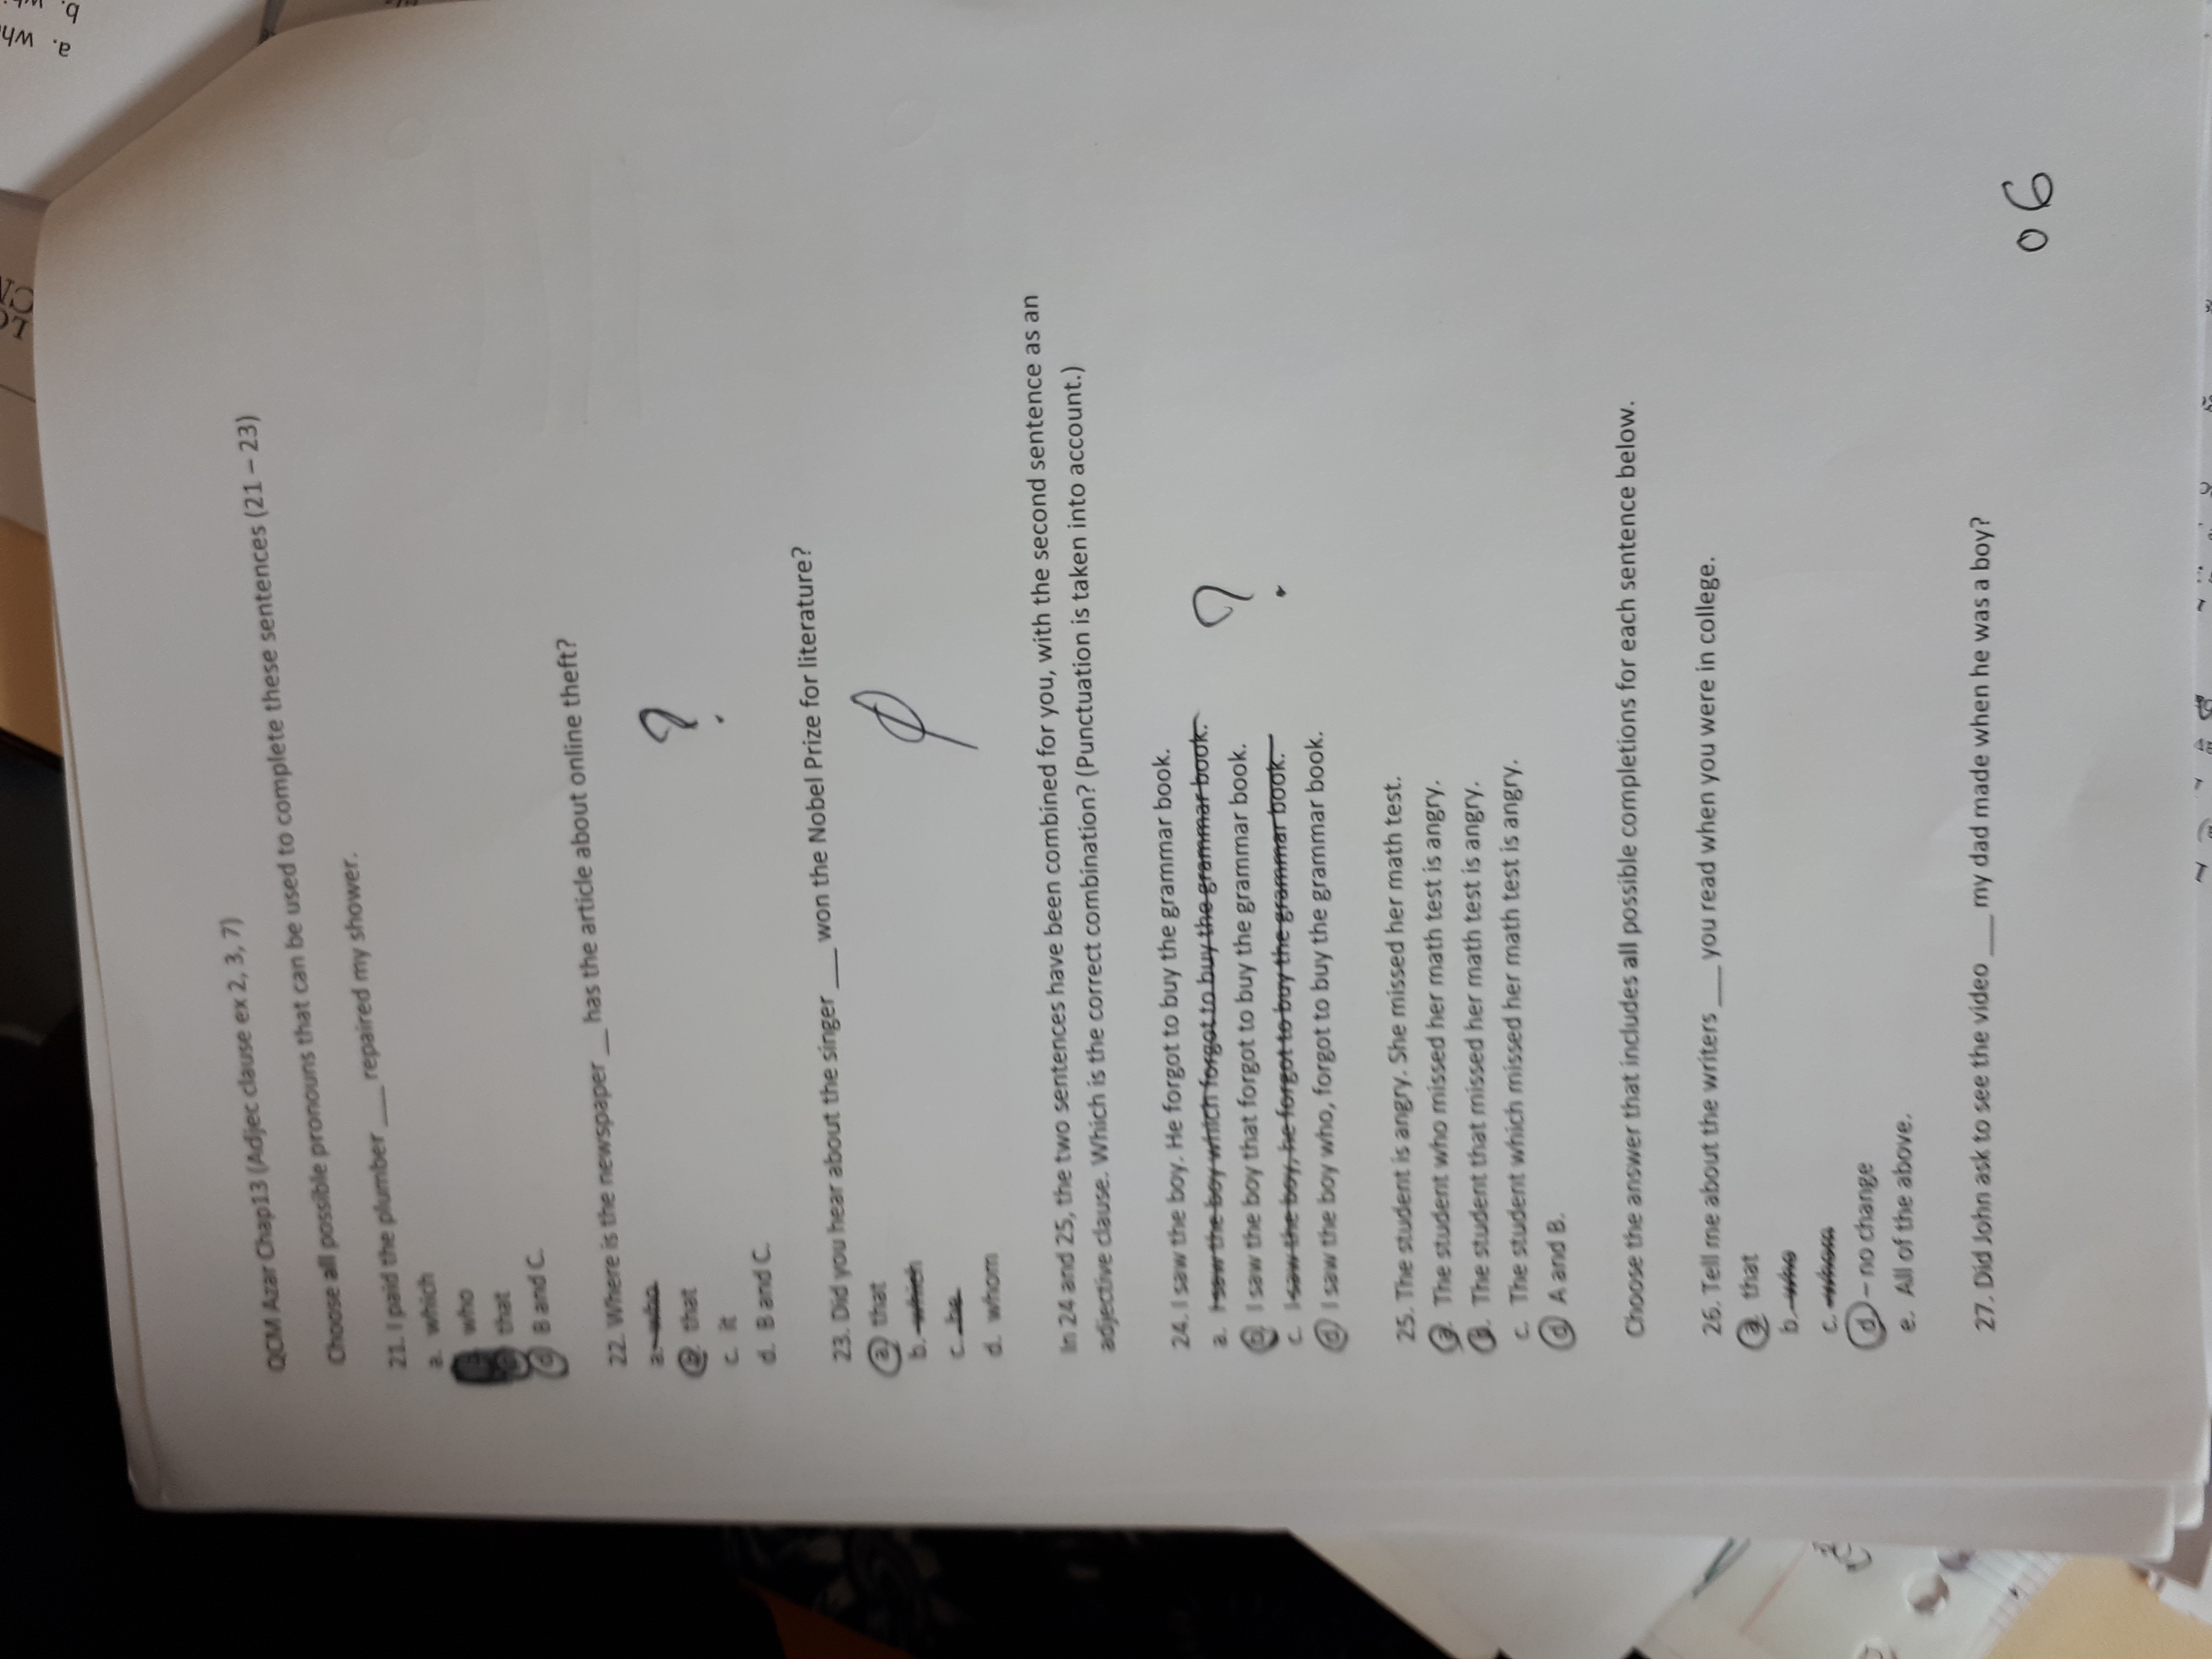 QCM Azar Chap13 (Adjec clause ex 2, 3, 7)
Choose all possible pronouns that can be used to complete these sentences (21 – 23)
21. I paid the plumber ___ repaired my shower.
a. which
who
that
d B and C.
22. Where is the newspaper __ has the article about online theft?
a. who
b. that
c. it
d. B and C.
?
23. Did you hear about the singer ___ won the Nobel Prize for literature?
a. that
b. which
c. he
d. whom
In 24 and 25, the two sentences have been combined for you, with the second sentence as an
adjective clause. Which is the correct combination? (Punctuation is taken into account.)
24. I saw the boy. He forgot to buy the grammar book.
a. I saw the boy which forgot to buy the grammar book.
b. I saw the boy that forgot to buy the grammar book.
c. I saw the boy, he forgot to buy the grammar book.
d. I saw the boy who, forgot to buy the grammar book.
?
25. The student is angry. She missed her math test.
a. The student who missed her math test is angry.
b. The student that missed her math test is angry.
c. The student which missed her math test is angry.
d. A and B.
Choose the answer that includes all possible completions for each sentence below.
26. Tell me about the writers ___ you read when you were in college.
a. that
b. who
c. whom
d. – no change
e. All of the above.
27. Did John ask to see the video ___ my dad made when he was a boy?
06
a. wh
b. wh